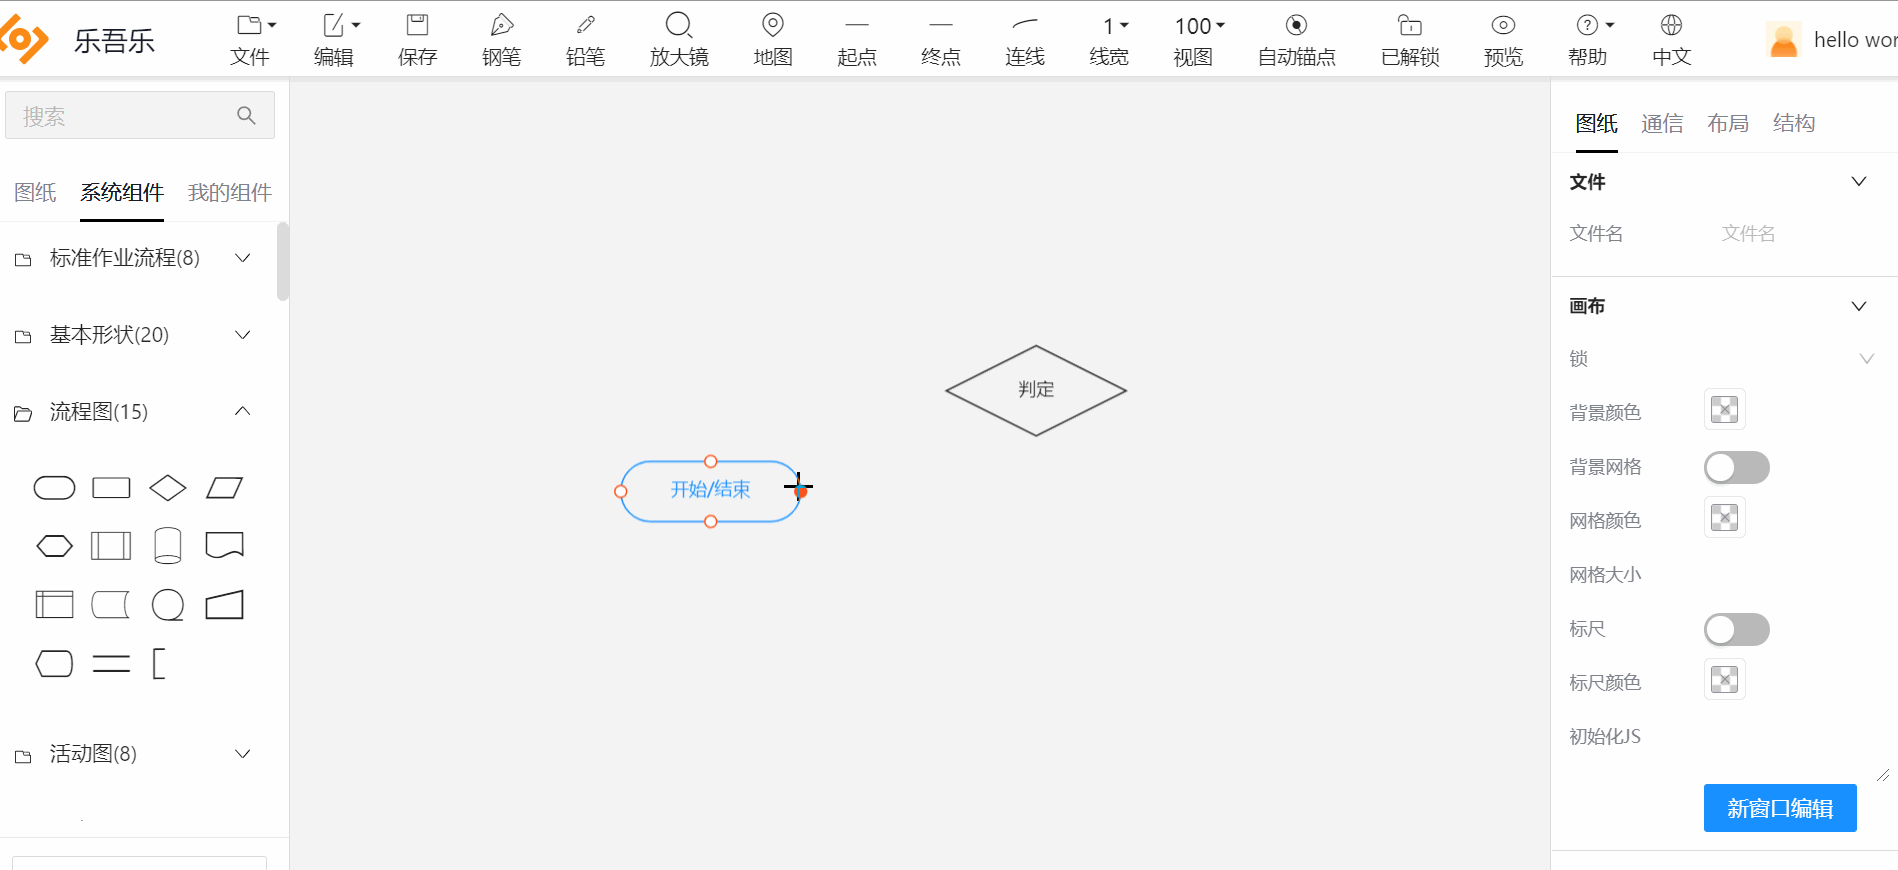 乐吾乐
文件
编辑
保存
钢笔
铅笔
放大镜
地图
起点
终点
连线
1
线宽
100
视图
自动锚点
已解锁
预览
帮助
中文
hello wor
搜索
图纸 系统组件 我的组件
标准作业流程(8)
基本形状(20)
流程图(15)
活动图(8)
判定
开始/结束
图纸 通信 布局 结构
文件
文件名 文件名
画布
锁
背景颜色
背景网格
网格颜色
网格大小
标尺
标尺颜色
初始化JS
新窗口编辑